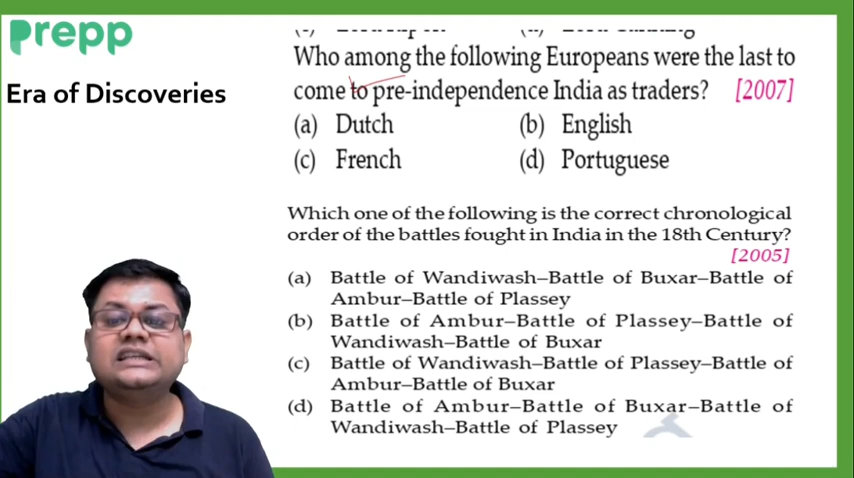 Prepp
Era of Discoveries
Who among the following Europeans were the last to
come to pre-independence India as traders? [2007]
(a) Dutch (b) English
(c) French (d) Portuguese
Which one of the following is the correct chronological
order of the battles fought in India in the 18th Century?
[2005]
(a) Battle of Wandiwash–Battle of Buxar–Battle of
Ambur–Battle of Plassey
(b) Battle of Ambur–Battle of Plassey–Battle of
Wandiwash–Battle of Buxar
(c) Battle of Wandiwash–Battle of Plassey–Battle of
Ambur–Battle of Buxar
(d) Battle of Ambur–Battle of Buxar–Battle of
Wandiwash–Battle of Plassey